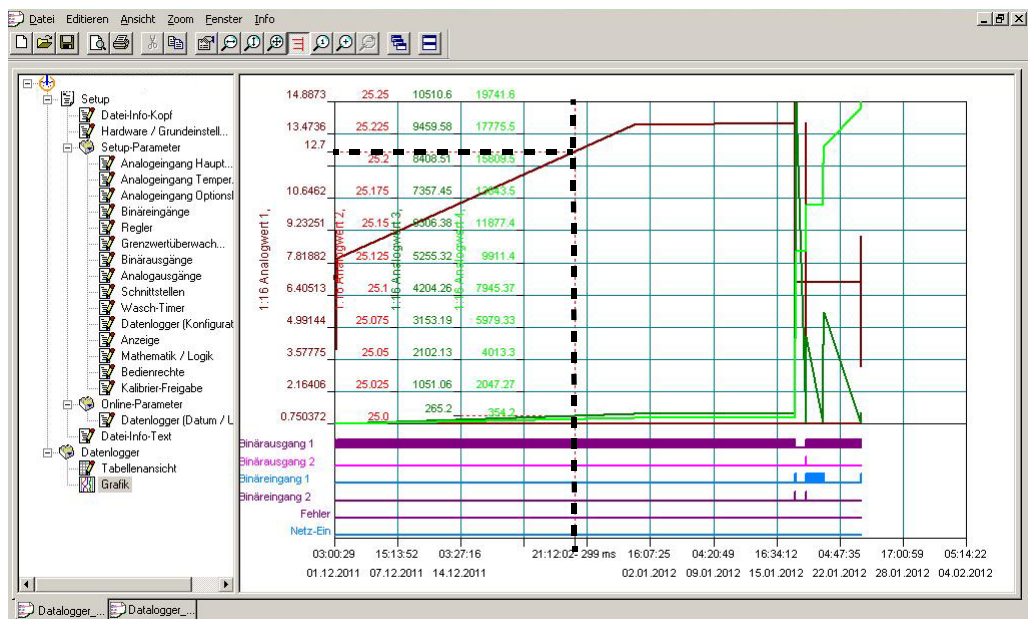 Datei Editieren Ansicht Zoom Fenster Info
Setup
Datei-Info-Kopf
Hardware / Grundeinstell...
Setup-Parameter
Analogeingang Haupt...
Analogeingang Temper.
Analogeingang Optionsl
Binäreingänge
Regler
Grenzwertüberwach...
Binärausgänge
Analogausgänge
Schnittstellen
Wasch-Timer
Datenlogger (Konfigurat
Anzeige
Mathematik / Logik
Bedienrechte
Kalibrier-Freigabe
Online-Parameter
Datenlogger (Datum / L
Datei-Info-Text
Datenlogger
Tabellenansicht
Grafik
14.8873 25.25 10510.6 19741.6
13.4736 25.225 9459.58 17775.5
12.7
25.2 8408.51 15809.5
10.6462 25.175 7357.45 13843.5
9.23251 25.15 6306.38 11877.4
7.81882 25.125 5255.32 9911.4
6.40513 25.1 4204.26 7945.37
4.99144 25.075 3153.19 5979.33
3.57775 25.05 2102.13 4013.3
2.16406 25.025 1051.06 2047.27
265.2 354.2
0.750372 25.0
1:16 Analogwert 1,
1:16 Analogwert 2,
1:16 Analogwert 3,
1:16 Analogwert 4,
Binärausgang 1
Binärausgang 2
Binäreingang 1
Binäreingang 2
Fehler
Netz-Ein
03:00:29 15:13:52 03:27:16 21:12:02- 299 ms 16:07:25 04:20:49 16:34:12 04:47:35 17:00:59 05:14:22
01.12.2011 07.12.2011 14.12.2011 02.01.2012 09.01.2012 15.01.2012 22.01.2012 28.01.2012 04.02.2012
Datalogger_... Datalogger_...